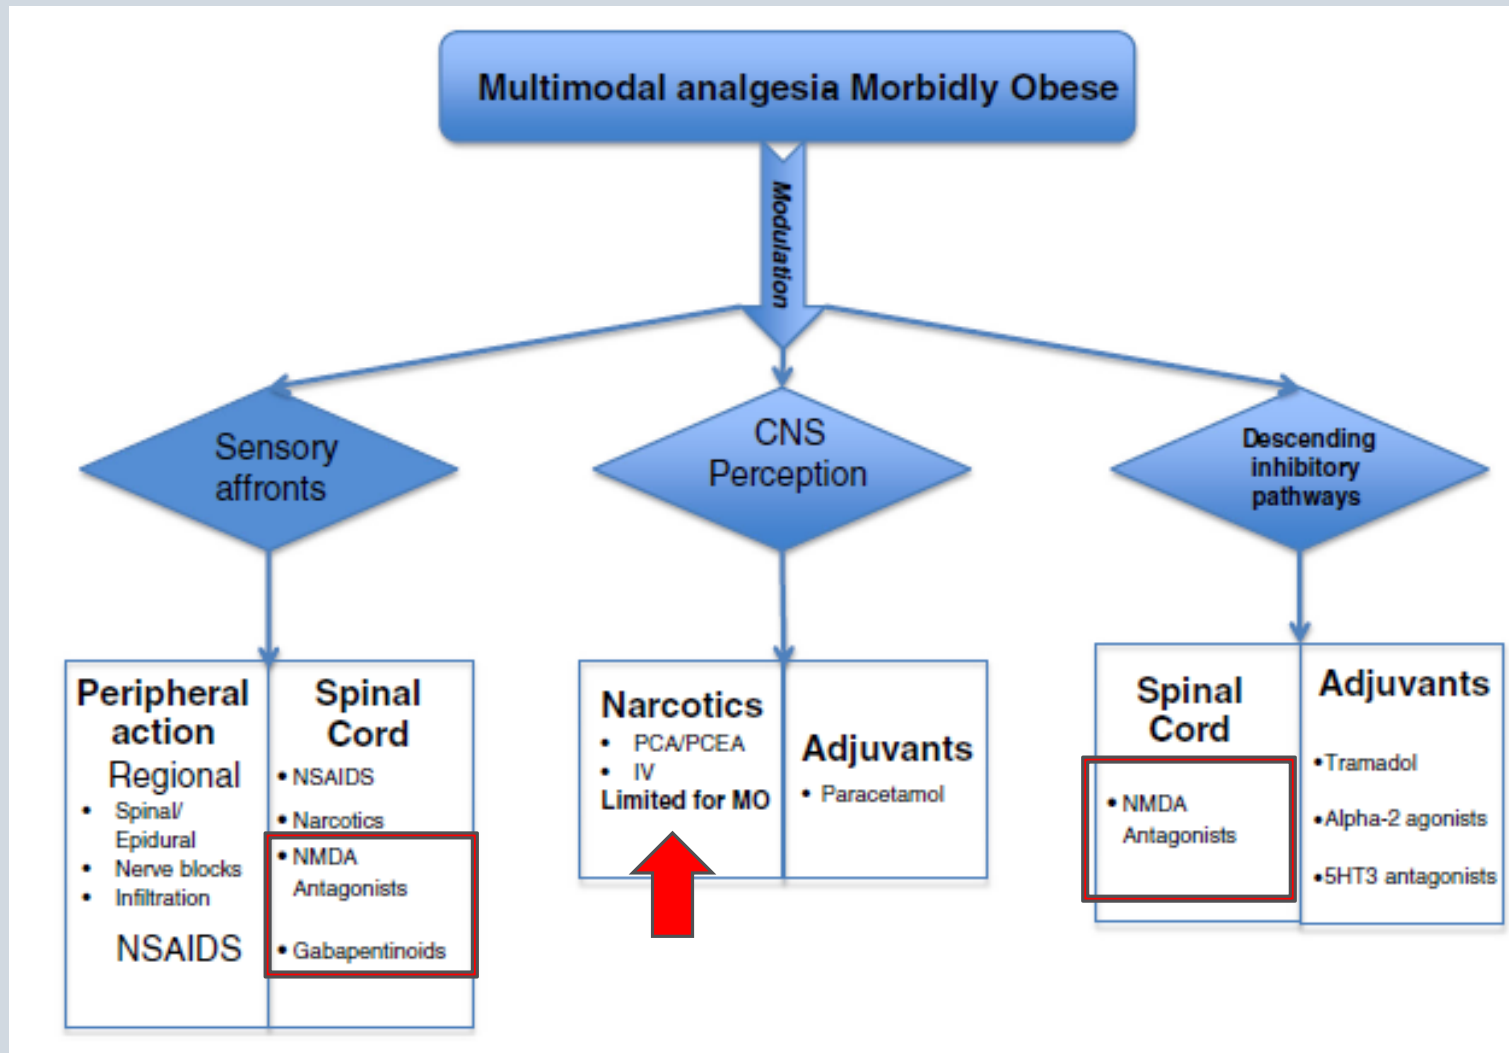 Multimodal analgesia Morbidly Obese
Modulation
Sensory
affronts
CNS
Perception
Descending
inhibitory
pathways
Peripheral
action
Regional
• Spinal/
Epidural
• Nerve blocks
• Infiltration
NSAIDS
Spinal
Cord
• NSAIDS
• Narcotics
• NMDA
Antagonists
• Gabapentinoids
Narcotics
• PCA/PCEA
• IV
Limited for MO
Adjuvants
• Paracetamol
Spinal
Cord
• NMDA
Antagonists
Adjuvants
•Tramadol
•Alpha-2 agonists
•5HT3 antagonists